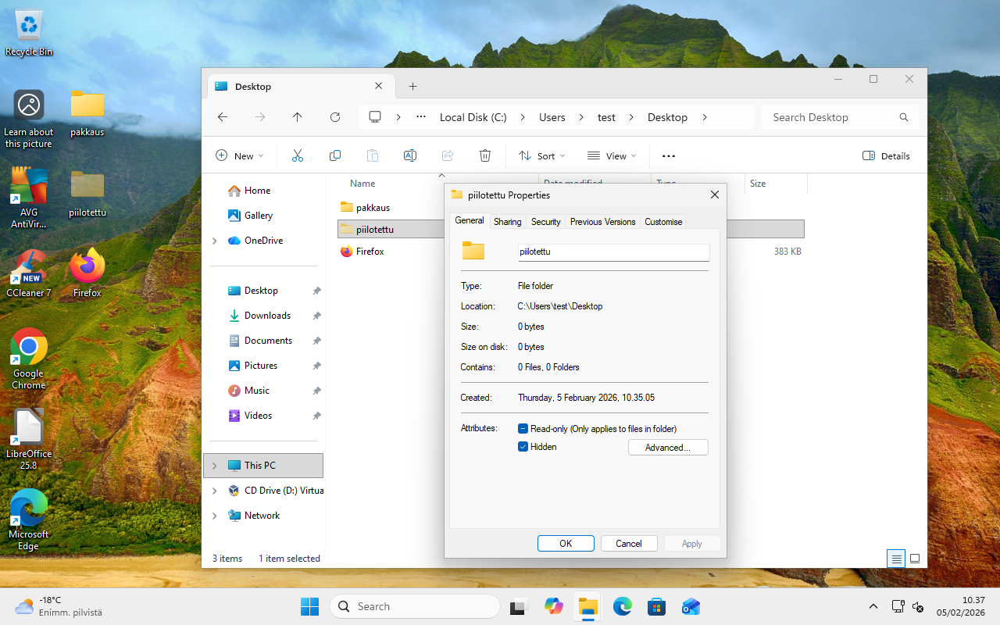 Recycle Bin
Learn about
this picture
pakkaus
AVG
AntiVir...
piilotettu
NEW
CCleaner 7
Firefox
Google
Chrome
LibreOffice
25.8
Microsoft
Edge
Desktop
Local Disk (C:)
Users
test
Desktop
Search Desktop
New
Sort
View
Details
Home
Gallery
OneDrive
Desktop
Downloads
Documents
Pictures
Music
Videos
This PC
CD Drive (D:) Virtua
Network
Name
Date modified
Type
Size
pakkaus
piilotettu
Firefox
383 KB
3 items
1 item selected
piilotettu Properties
General
Sharing
Security
Previous Versions
Customise
piilotettu
Type: File folder
Location: C:\Users\test\Desktop
Size: 0 bytes
Size on disk: 0 bytes
Contains: 0 Files, 0 Folders
Created: Thursday, 5 February 2026, 10.35.05
Attributes: Read-only (Only applies to files in folder)
Hidden
Advanced...
OK
Cancel
Apply
-18°C
Enimm. pilvistä
Search
10.37
05/02/2026